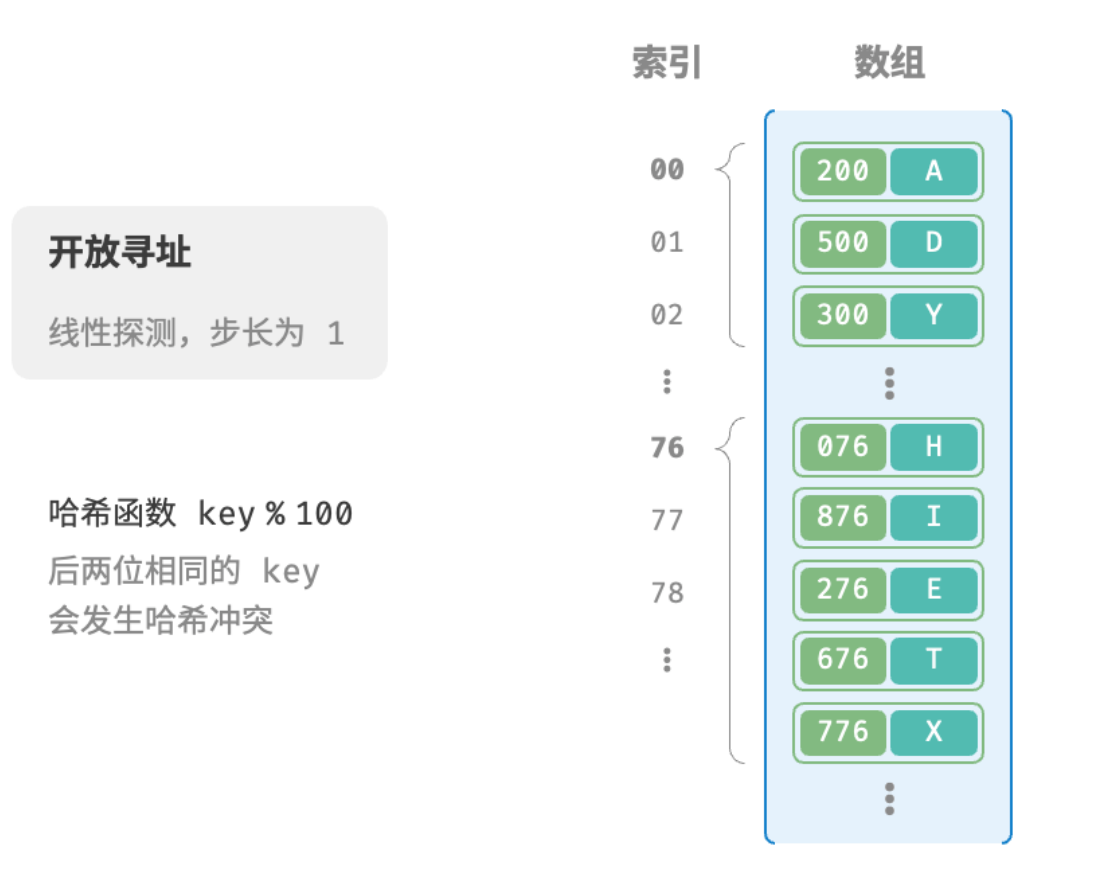 索引 数组
开放寻址
线性探测，步长为 1
哈希函数 key % 100
后两位相同的 key
会发生哈希冲突
00 200 A
01 500 D
02 300 Y
76 076 H
77 876 I
78 276 E
676 T
776 X